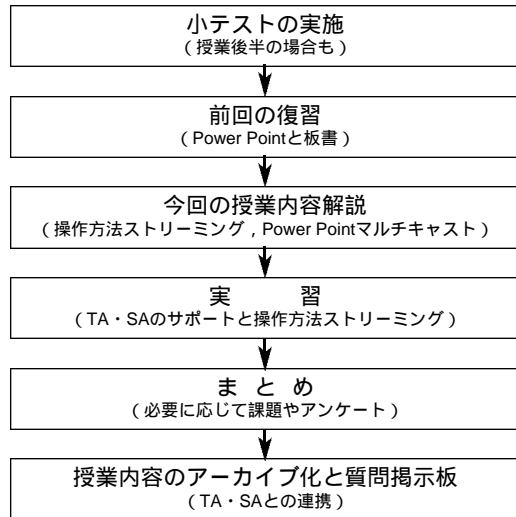 小テストの実施
(授業後半の場合も)
前回の復習
(Power Pointと板書)
今回の授業内容解説
(操作方法ストリーミング,Power Pointマルチキャスト)
実　　習
(TA・SAのサポートと操作方法ストリーミング)
ま と め
(必要に応じて課題やアンケート)
授業内容のアーカイブ化と質問掲示板
(TA・SAとの連携)